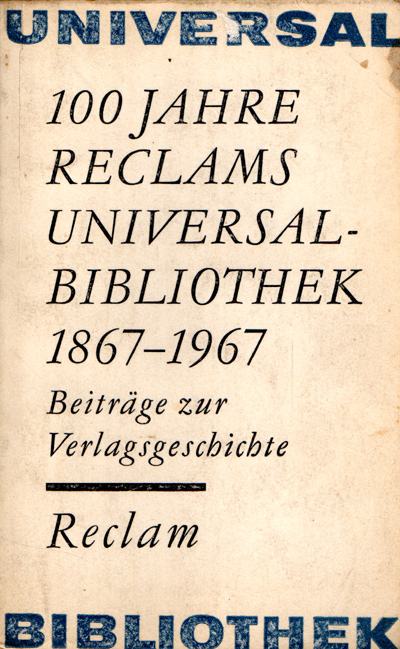 UNIVERSAL
100 JAHRE
RECLAMS
UNIVERSAL-
BIBLIOTHEK
1867–1967
Beiträge zur
Verlagsgeschichte
Reclam
BIBLIOTHEK